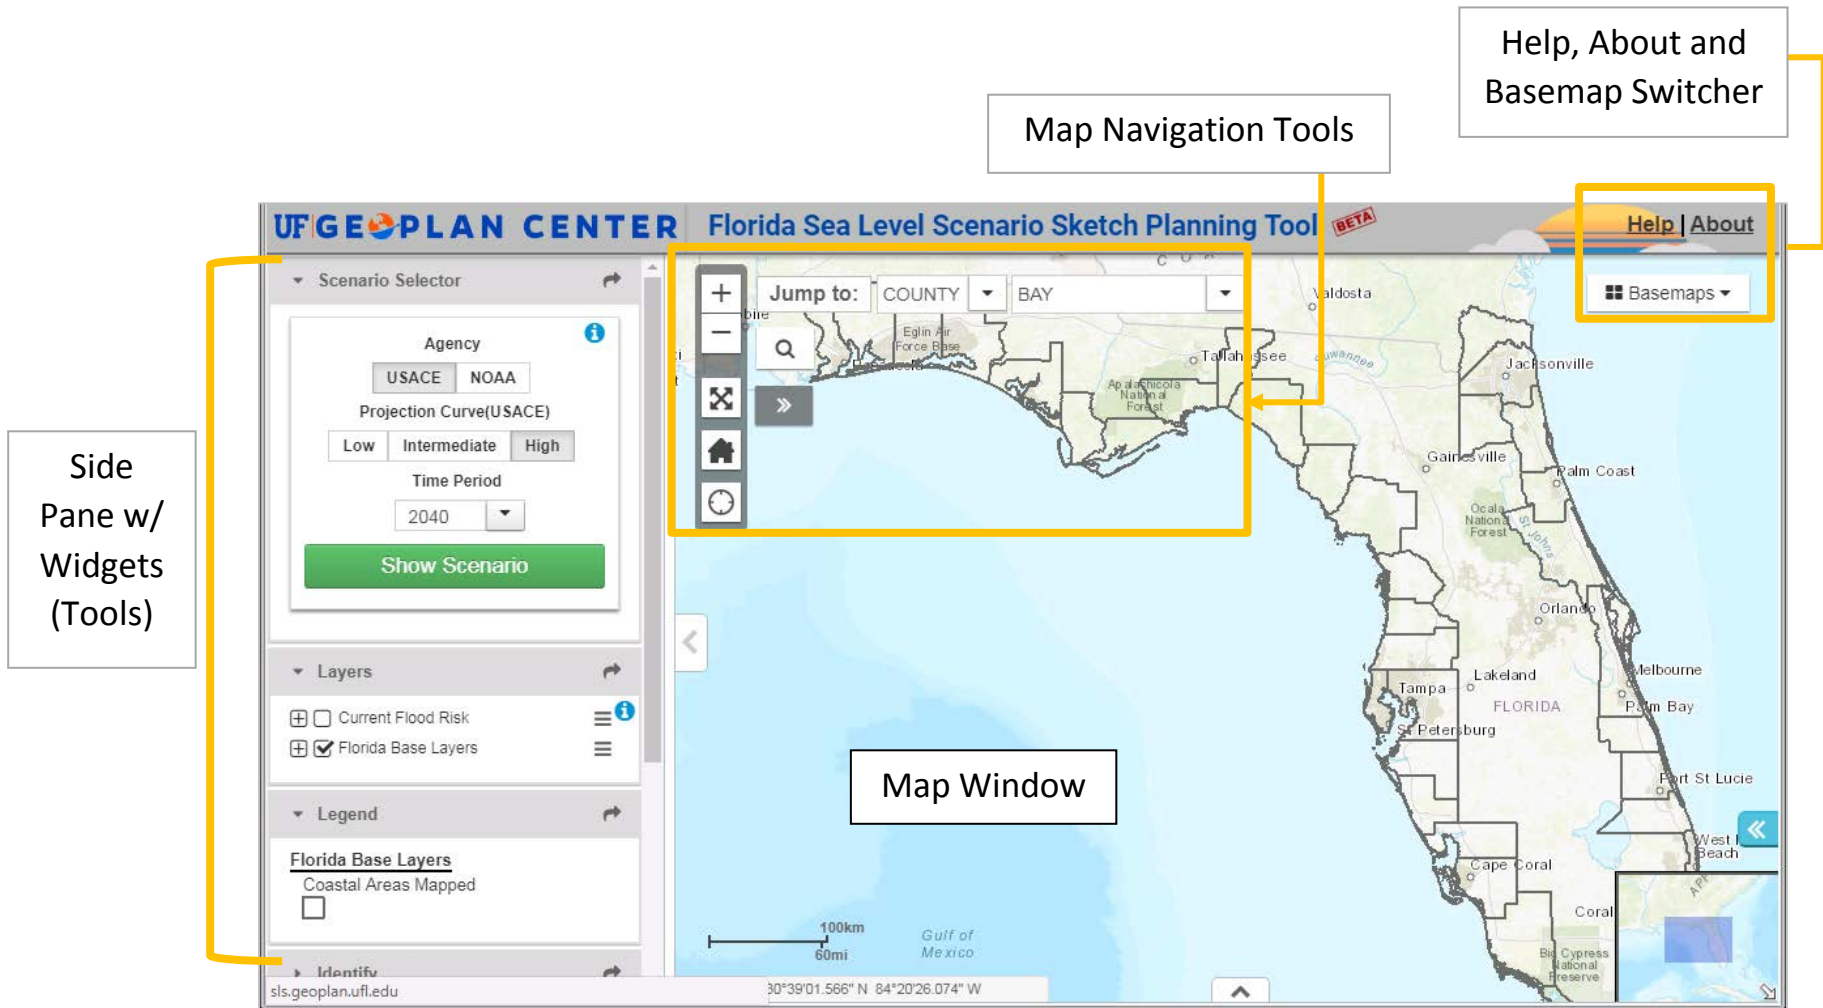 Help, About and
Basemap Switcher
Map Navigation Tools
UF GEOPLAN CENTER
Florida Sea Level Scenario Sketch Planning Tool BETA
Help | About
Side
Pane w/
Widgets
(Tools)
Scenario Selector
Agency
USACE NOAA
Projection Curve(USACE)
Low Intermediate High
Time Period
2040
Show Scenario
Layers
Current Flood Risk
Florida Base Layers
Legend
Florida Base Layers
Coastal Areas Mapped
Identify
sls.geoplan.ufl.edu
Jump to: COUNTY BAY
Basemaps
Valdosta
Eglin Air
Force Base
Tallahassee
Suwannee
Jacksonville
Apalachicola
National
Forest
Gainesville
Palm Coast
Ocala
National
Forest
St Johns
Orlando
Melbourne
Lakeland
Tampa
FLORIDA
Palm Bay
St Petersburg
Map Window
Port St Lucie
West
Beach
Cape Coral
Coral
Big Cypress
National
Preserve
100km
60mi
Gulf of
Mexico
30°39'01.566" N 84°20'26.074" W